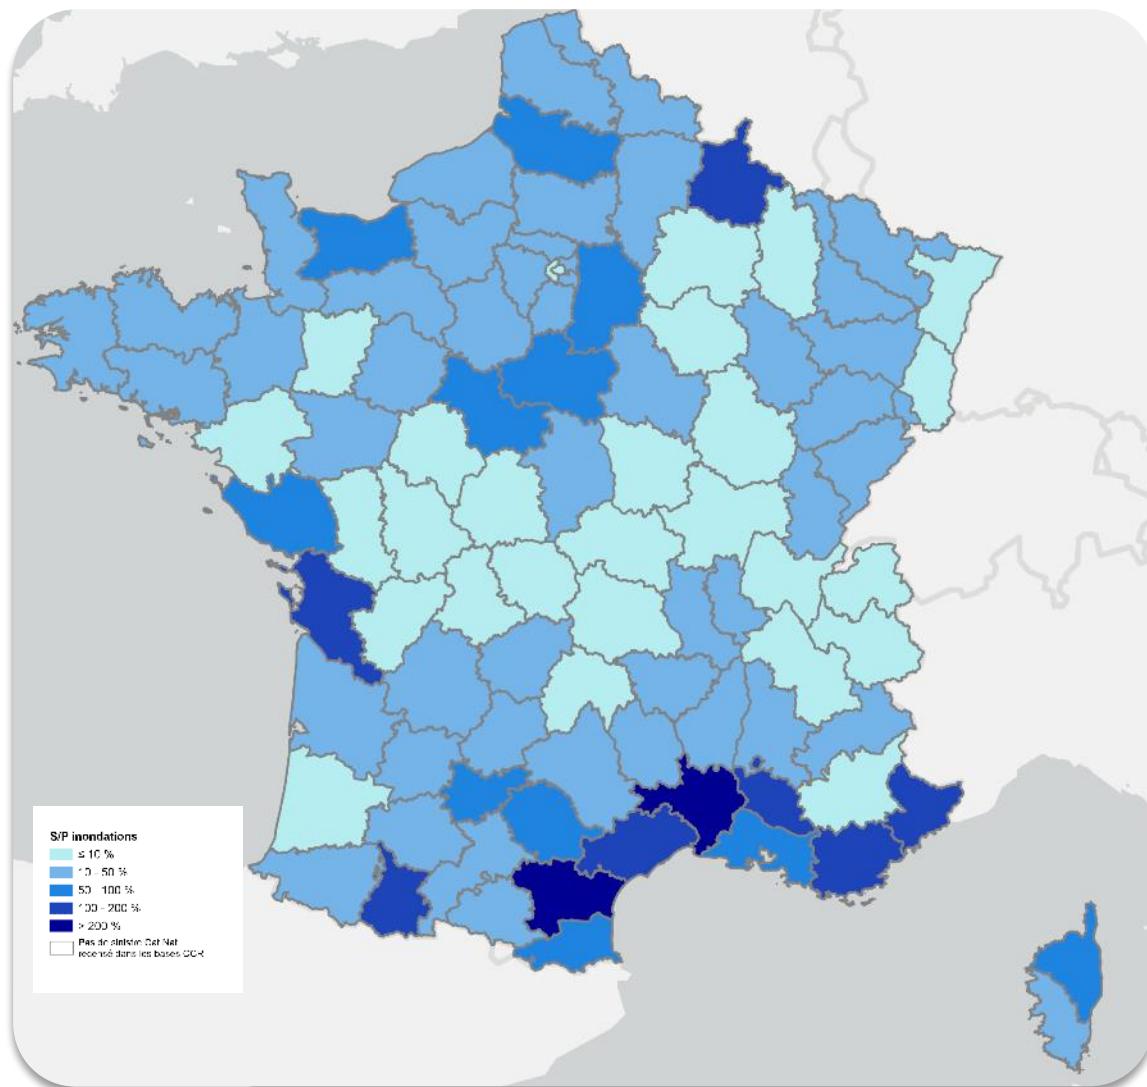 S/P inondations
≤ 10 %
10 - 50 %
50 - 100 %
100 - 200 %
> 200 %
Pas de sinistre Cat Nat
recensé dans les bases CCR